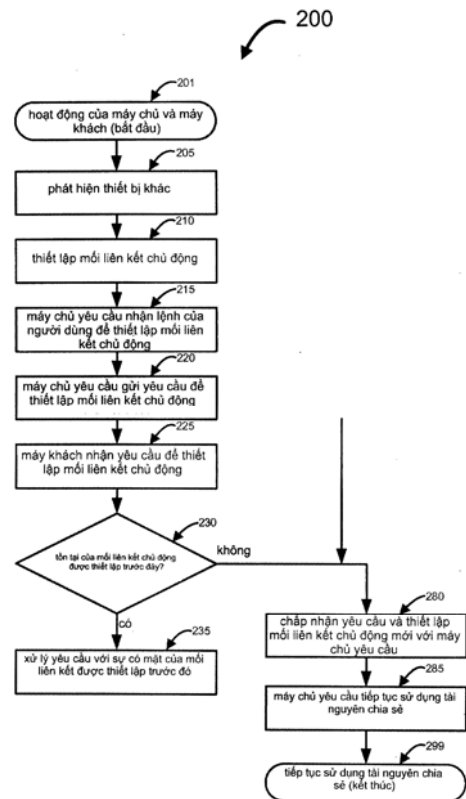 200
201
hoạt động của máy chủ và máy
khách (bắt đầu)
205
phát hiện thiết bị khác
210
thiết lập mối liên kết chủ động
215
máy chủ yêu cầu nhận lệnh của
người dùng để thiết lập mối liên
kết chủ động
220
máy chủ yêu cầu gửi yêu cầu để
thiết lập mối liên kết chủ động
225
máy khách nhận yêu cầu để thiết
lập mối liên kết chủ động
230
tồn tại của mối liên kết chủ động
được thiết lập trước đây?
không
có
235
xử lý yêu cầu với sự có mặt của mối
liên kết được thiết lập trước đó
280
chấp nhận yêu cầu và thiết lập
mối liên kết chủ động mới với
máy chủ yêu cầu
285
máy chủ yêu cầu tiếp tục sử dụng tài
nguyên chia sẻ
299
tiếp tục sử dụng tài nguyên chia
sẻ (kết thúc)